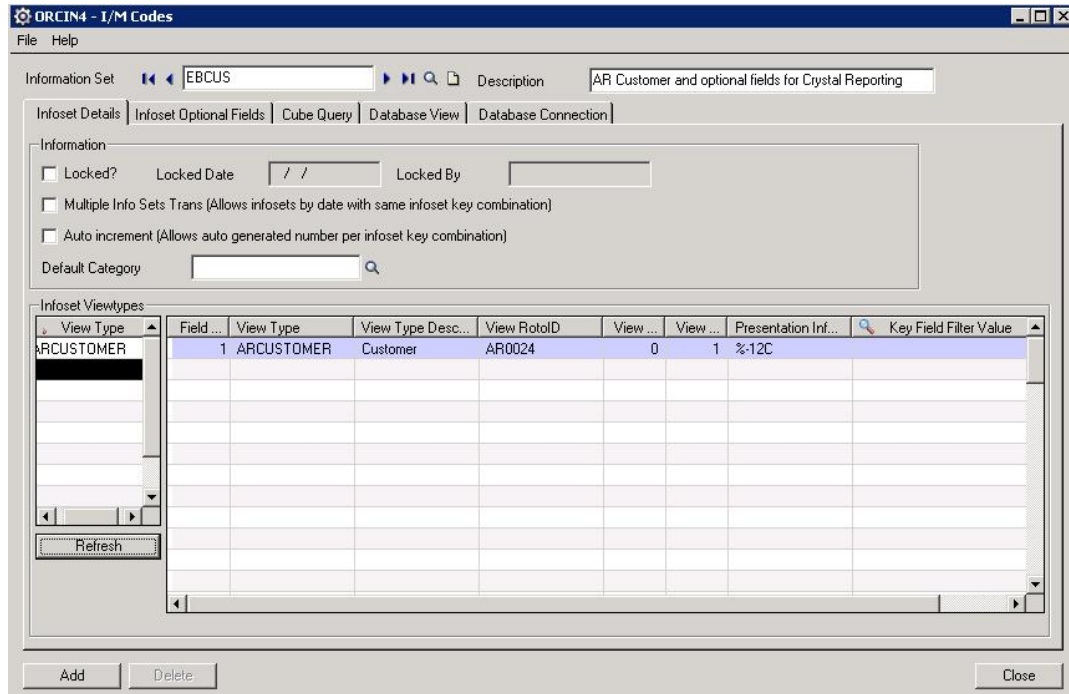 ORCIN4 - I/M Codes
File Help
Information Set EBCUS Description AR Customer and optional fields for Crystal Reporting
Infoset Details Infoset Optional Fields Cube Query Database View Database Connection
Information
Locked? Locked Date / / Locked By
Multiple Info Sets Trans (Allows infosets by date with same infoset key combination)
Auto increment (Allows auto generated number per infoset key combination)
Default Category
Infoset Viewtypes
View Type Field ... View Type View Type Desc... View RotoID View ... View ... Presentation Inf... Key Field Filter Value
ARCUSTOMER 1 ARCUSTOMER Customer AR0024 0 1 %-12C
Refresh
Add Delete Close